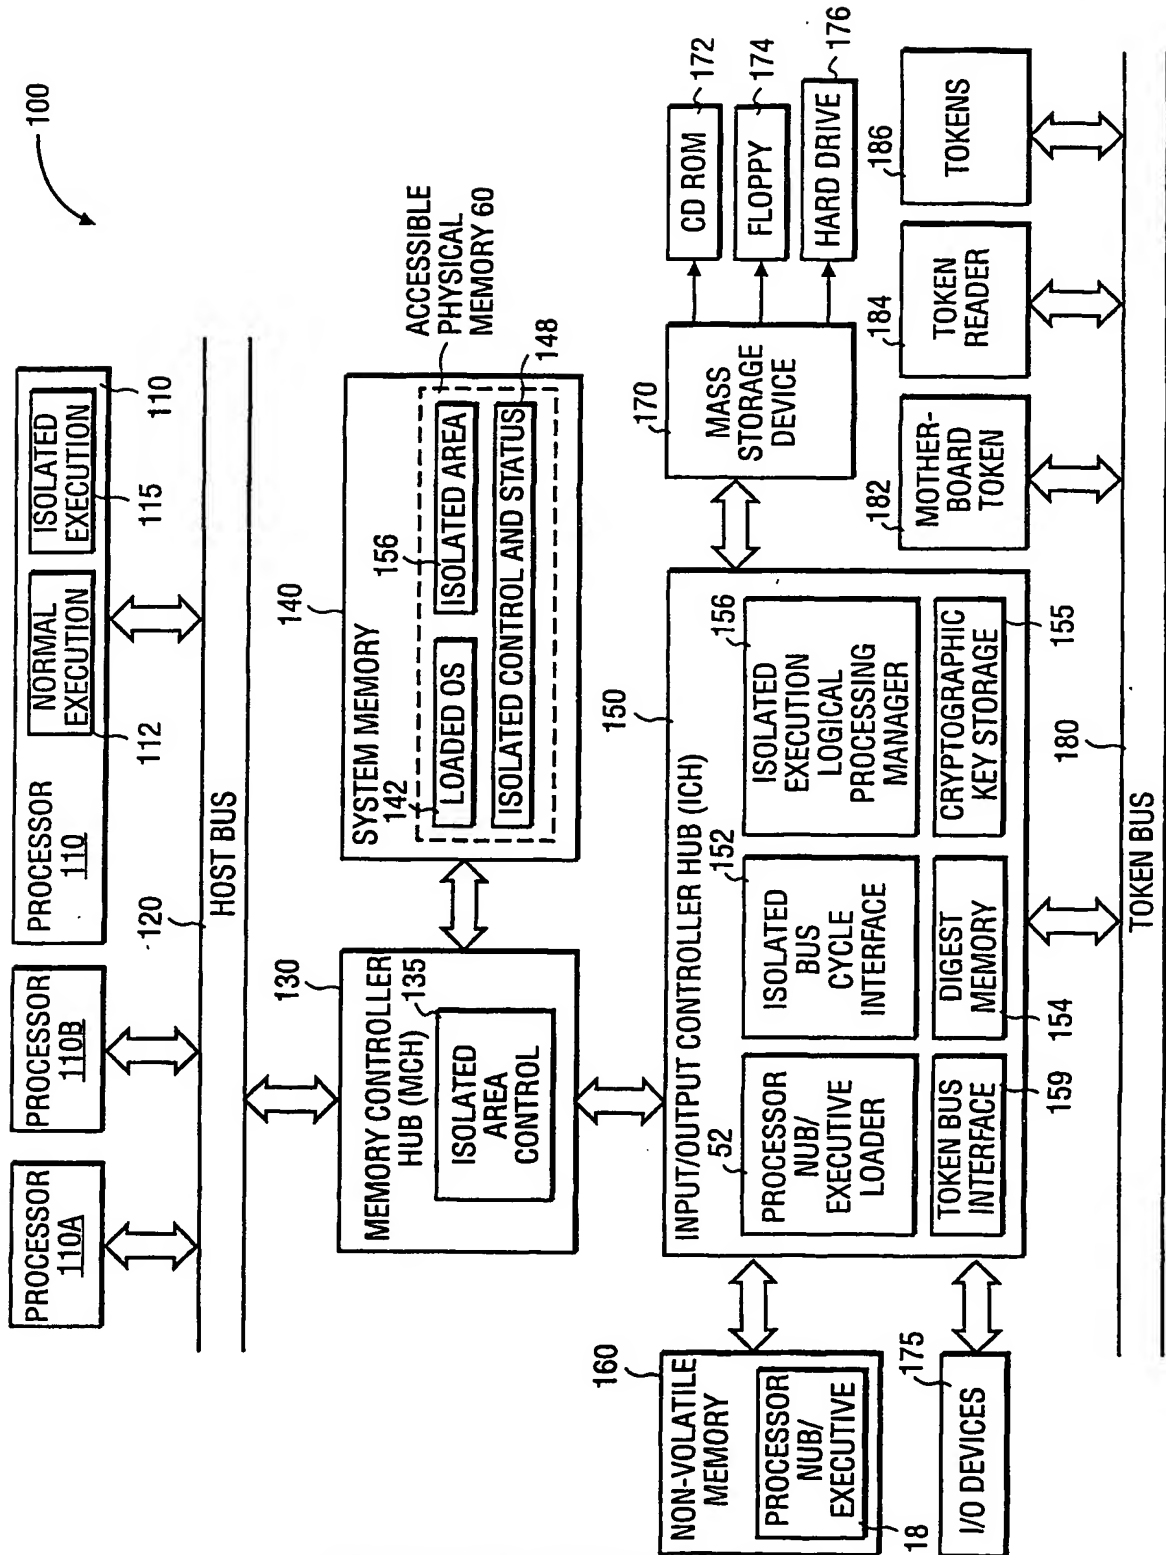 100
PROCESSOR
110A
PROCESSOR
110B
PROCESSOR
110
NORMAL
EXECUTION
112
ISOLATED
EXECUTION
115
110
120
HOST BUS
130
MEMORY CONTROLLER
HUB (MCH)
135
ISOLATED
AREA
CONTROL
140
SYSTEM MEMORY
142
LOADED OS
156
ISOLATED AREA
ISOLATED CONTROL AND STATUS
148
ACCESSIBLE
PHYSICAL
MEMORY 60
150
INPUT/OUTPUT CONTROLLER HUB (ICH)
52
PROCESSOR
NUB/
EXECUTIVE
LOADER
152
ISOLATED
BUS
CYCLE
INTERFACE
156
ISOLATED
EXECUTION
LOGICAL
PROCESSING
MANAGER
TOKEN BUS
INTERFACE
159
DIGEST
MEMORY
154
CRYPTOGRAPHIC
KEY STORAGE
155
160
NON-VOLATILE
MEMORY
PROCESSOR
NUB/
EXECUTIVE
18
175
I/O DEVICES
170
MASS
STORAGE
DEVICE
CD ROM
172
FLOPPY
174
HARD DRIVE
176
182
MOTHER-
BOARD
TOKEN
184
TOKEN
READER
186
TOKENS
180
TOKEN BUS